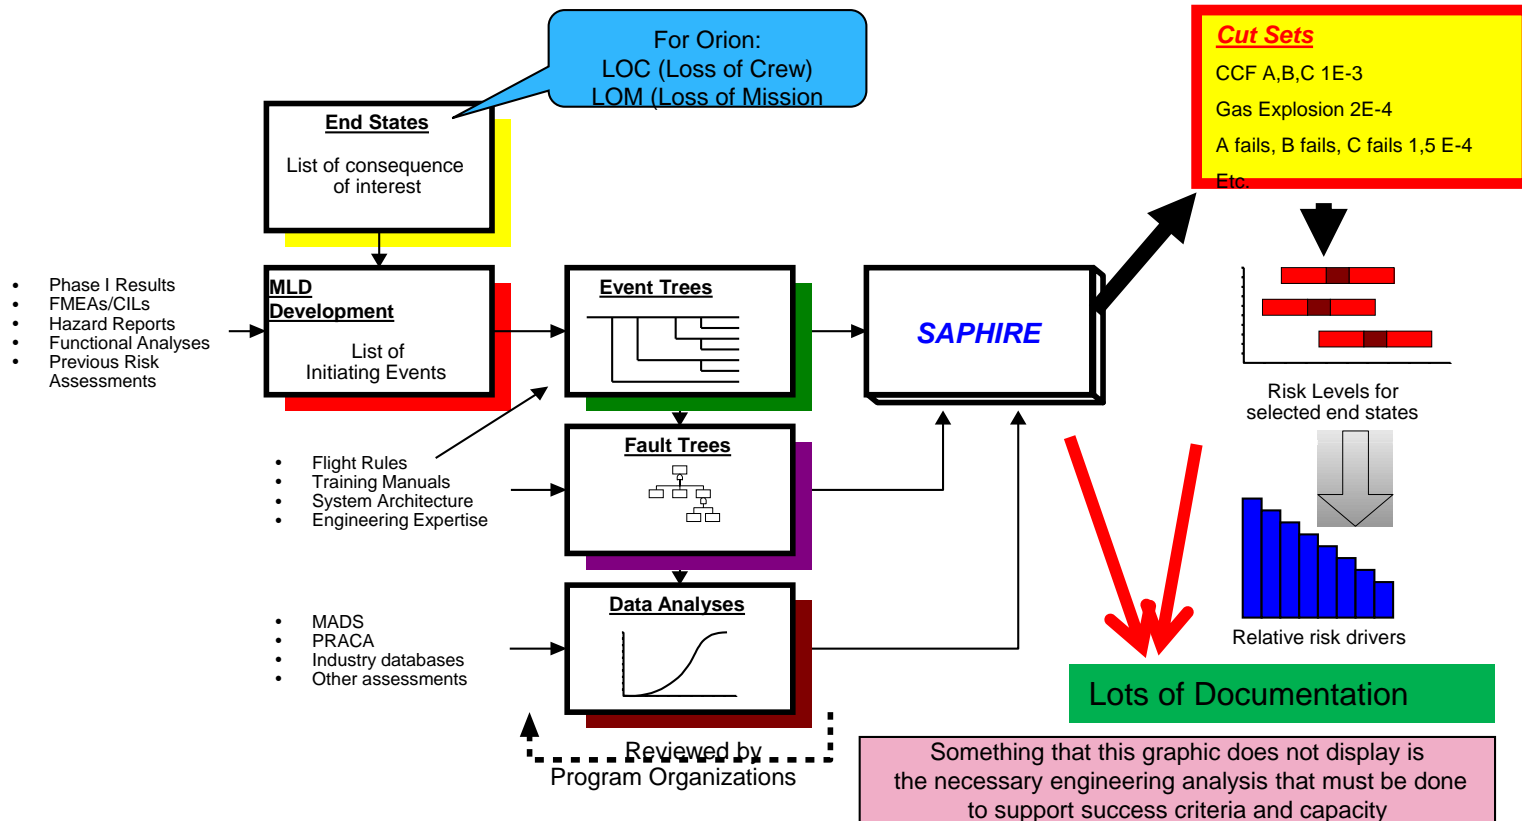 For Orion:
LOC (Loss of Crew)
LOM (Loss of Mission
Cut Sets
CCF A,B,C 1E-3
Gas Explosion 2E-4
A fails, B fails, C fails 1,5 E-4
Etc.
End States
List of consequence
of interest
• Phase I Results
• FMEAs/CILs
• Hazard Reports
• Functional Analyses
• Previous Risk
Assessments
MLD
Development
List of
Initiating Events
Event Trees
SAPHIRE
Risk Levels for
selected end states
• Flight Rules
• Training Manuals
• System Architecture
• Engineering Expertise
Fault Trees
• MADS
• PRACA
• Industry databases
• Other assessments
Data Analyses
Relative risk drivers
Lots of Documentation
Reviewed by
Program Organizations
Something that this graphic does not display is
the necessary engineering analysis that must be done
to support success criteria and capacity